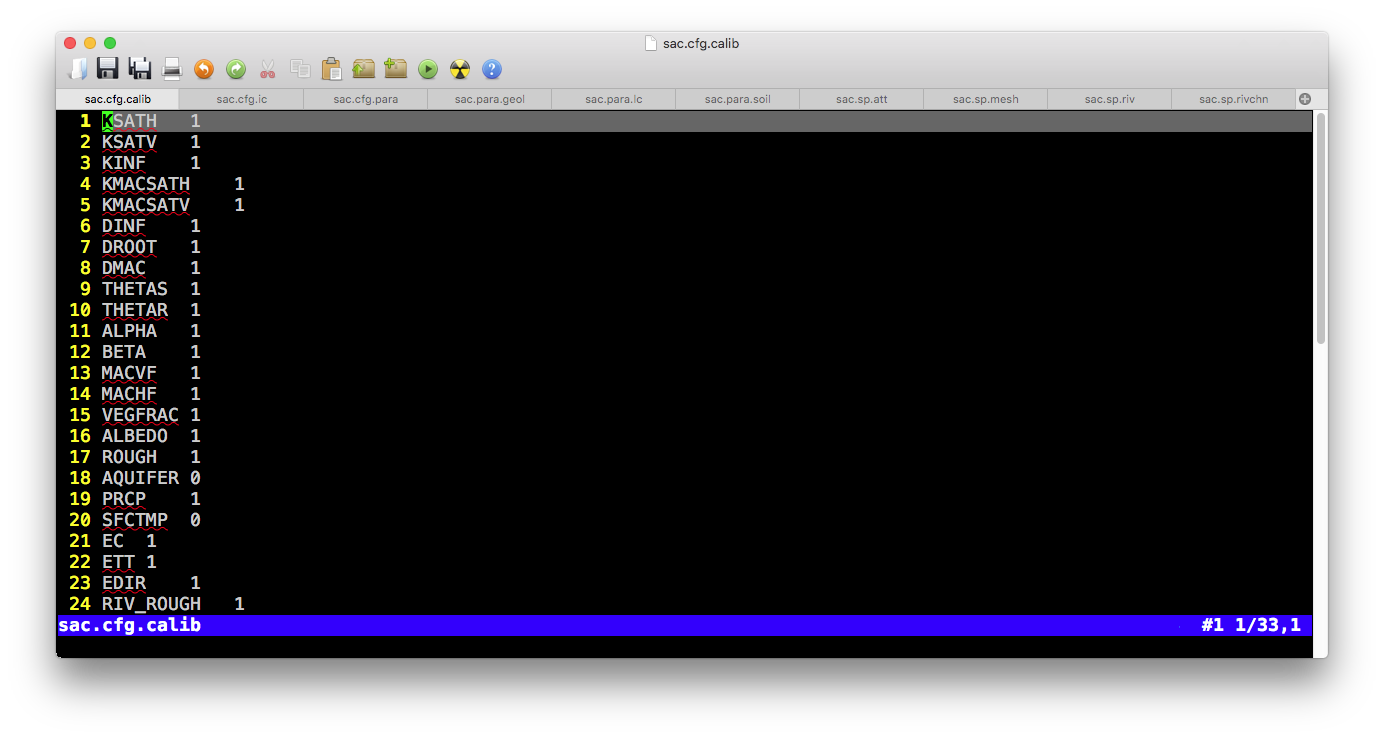 sac.cfg.calib
sac.cfg.calib sac.cfg.ic sac.cfg.para sac.para.geol sac.para.lc sac.para.soil sac.sp.att sac.sp.mesh sac.sp.riv sac.sp.rivchn
1 KSATH 1
2 KSATV 1
3 KINF 1
4 KMACSATH 1
5 KMACSATV 1
6 DINF 1
7 DROOT 1
8 DMAC 1
9 THETAS 1
10 THETAR 1
11 ALPHA 1
12 BETA 1
13 MACVF 1
14 MACHF 1
15 VEGFRAC 1
16 ALBEDO 1
17 ROUGH 1
18 AQUIFER 0
19 PRCP 1
20 SFCTMP 0
21 EC 1
22 ETT 1
23 EDIR 1
24 RIV_ROUGH 1
sac.cfg.calib #1 1/33,1